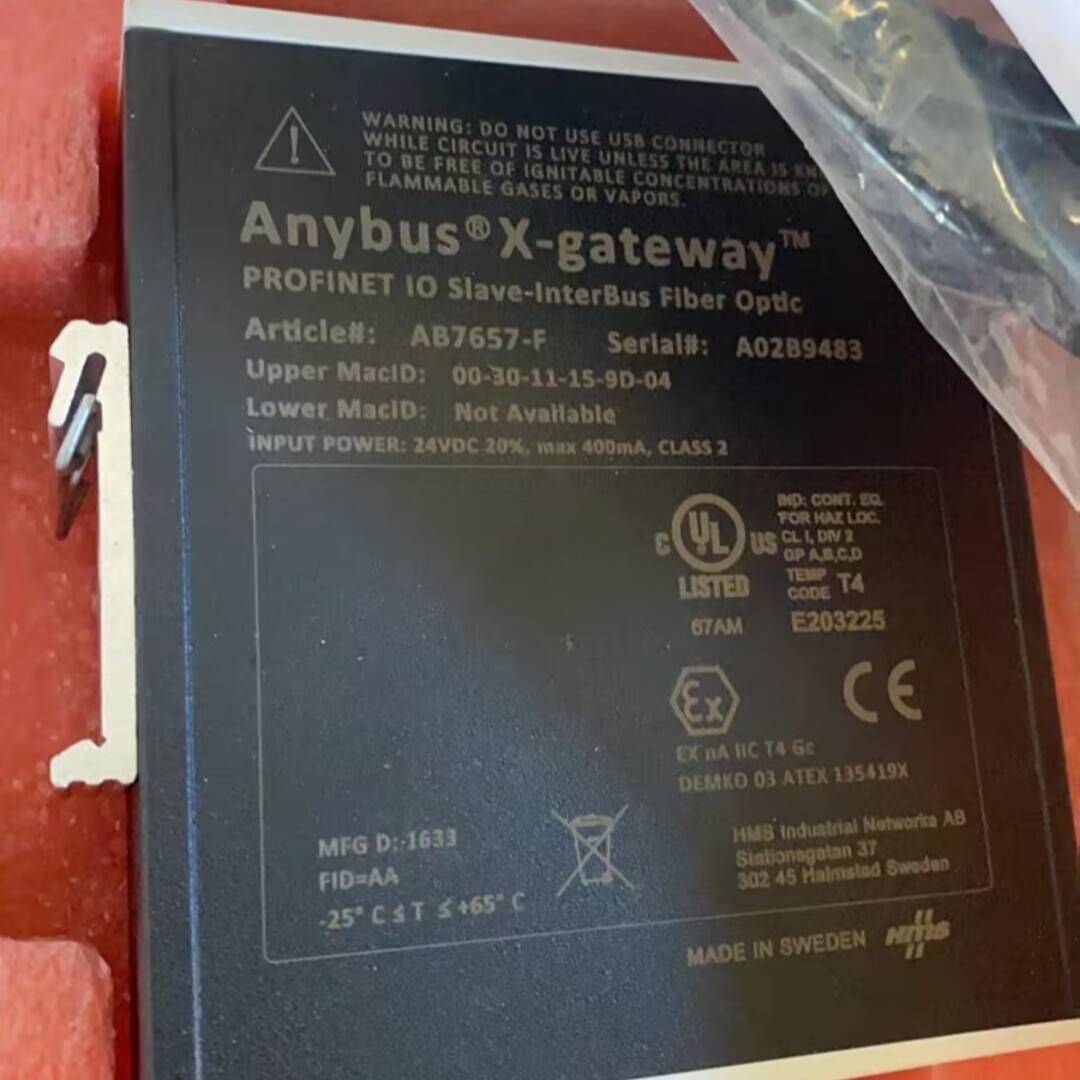 WARNING: DO NOT USE USB CONNECTOR
WHILE CIRCUIT IS LIVE UNLESS THE AREA IS
TO BE FREE OF IGNITABLE CONCENTRATIONS
FLAMMABLE GASES OR VAPORS.
Anybus® X-gateway™
PROFINET IO Slave-InterBus Fiber Optic
Article#: AB7657-F Serial#: A02B9483
Upper MacID: 00-30-11-15-9D-04
Lower MacID: Not Available
INPUT POWER: 24VDC 20%, max 400mA, CLASS 2
C UL US
LISTED
67AM
IND. CONT. EQ.
FOR HAZ LOC.
CL I, DIV 2
GP A,B,C,D
TEMP
CODE T4
E203225
Ex
CE
EX nA IIC T4 Gc
DEMKO 03 ATEX 135419X
MFG D:-1633
FID=AA
-25° C ≤ T ≤ +65° C
HMS Industrial Networks AB
Stationsgatan 37
302 45 Halmstad Sweden
MADE IN SWEDEN HMS